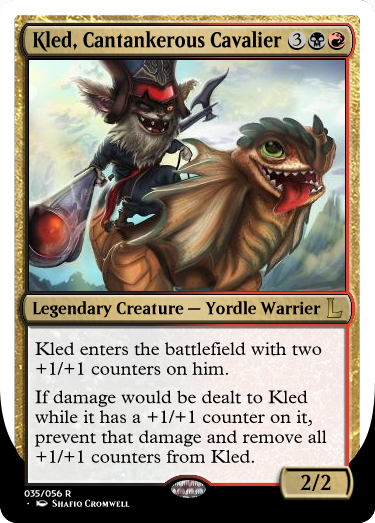 Kled, Cantankerous Cavalier 3
Legendary Creature — Yordle Warrior L
Kled enters the battlefield with two
+1/+1 counters on him.
If damage would be dealt to Kled
while it has a +1/+1 counter on it,
prevent that damage and remove all
+1/+1 counters from Kled.
2/2
035/056 R
· Shafio Cromwell